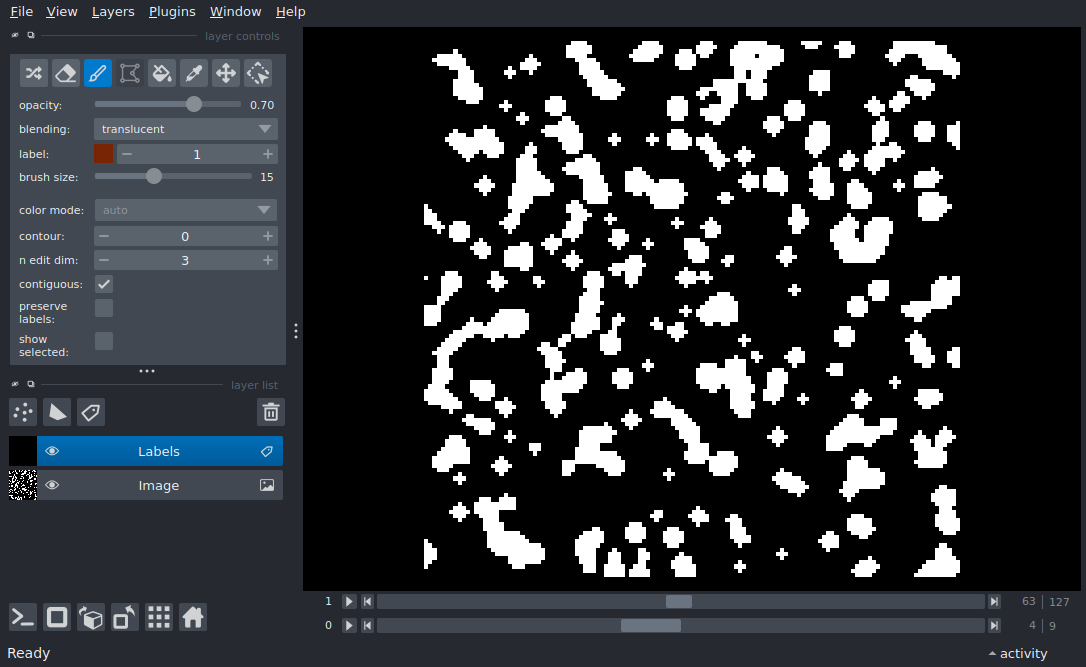 File View Layers Plugins Window Help
layer controls
opacity: 0.70
blending: translucent
label: 1
brush size: 15
color mode: auto
contour: 0
n edit dim: 3
contiguous:
preserve
labels:
show
selected:
layer list
Labels
Image
1 63 127
0 4 9
Ready activity